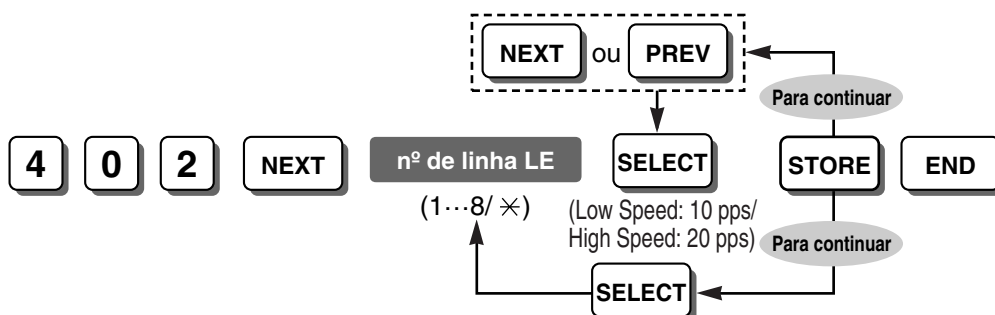 NEXT ou PREV
Para continuar
4 0 2 NEXT nº de linha LE SELECT STORE END
(1···8/ ✳)
(Low Speed: 10 pps/
High Speed: 20 pps)
Para continuar
SELECT